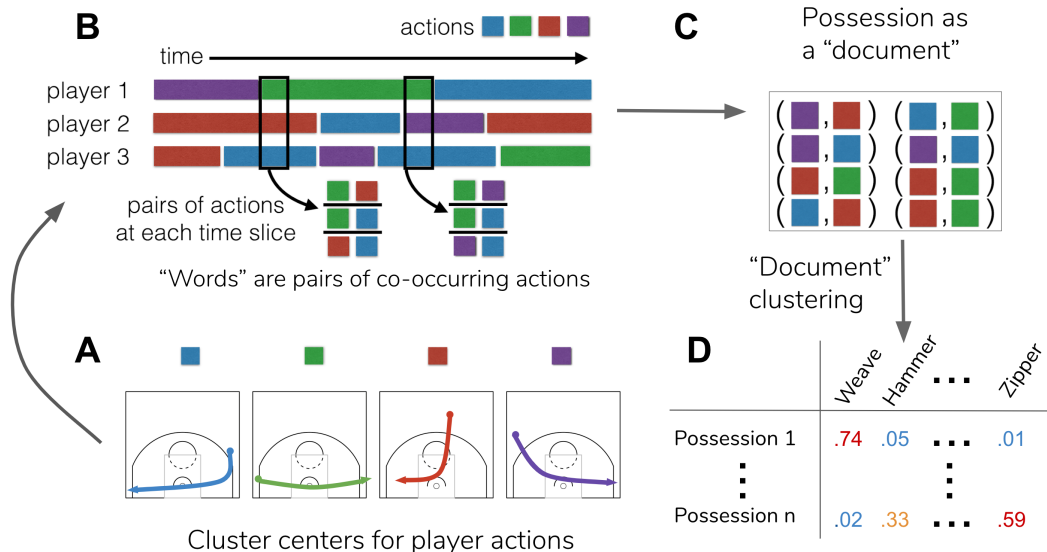 B
actions
time
player 1
player 2
player 3
pairs of actions
at each time slice
“Words” are pairs of co-occurring actions
C
Possession as
a “document”
( , ) ( , )
( , ) ( , )
( , ) ( , )
( , ) ( , )
“Document”
clustering
A
Cluster centers for player actions
D
Weave Hammer ... Zipper
Possession 1 .74 .05 ... .01
Possession n .02 .33 ... .59